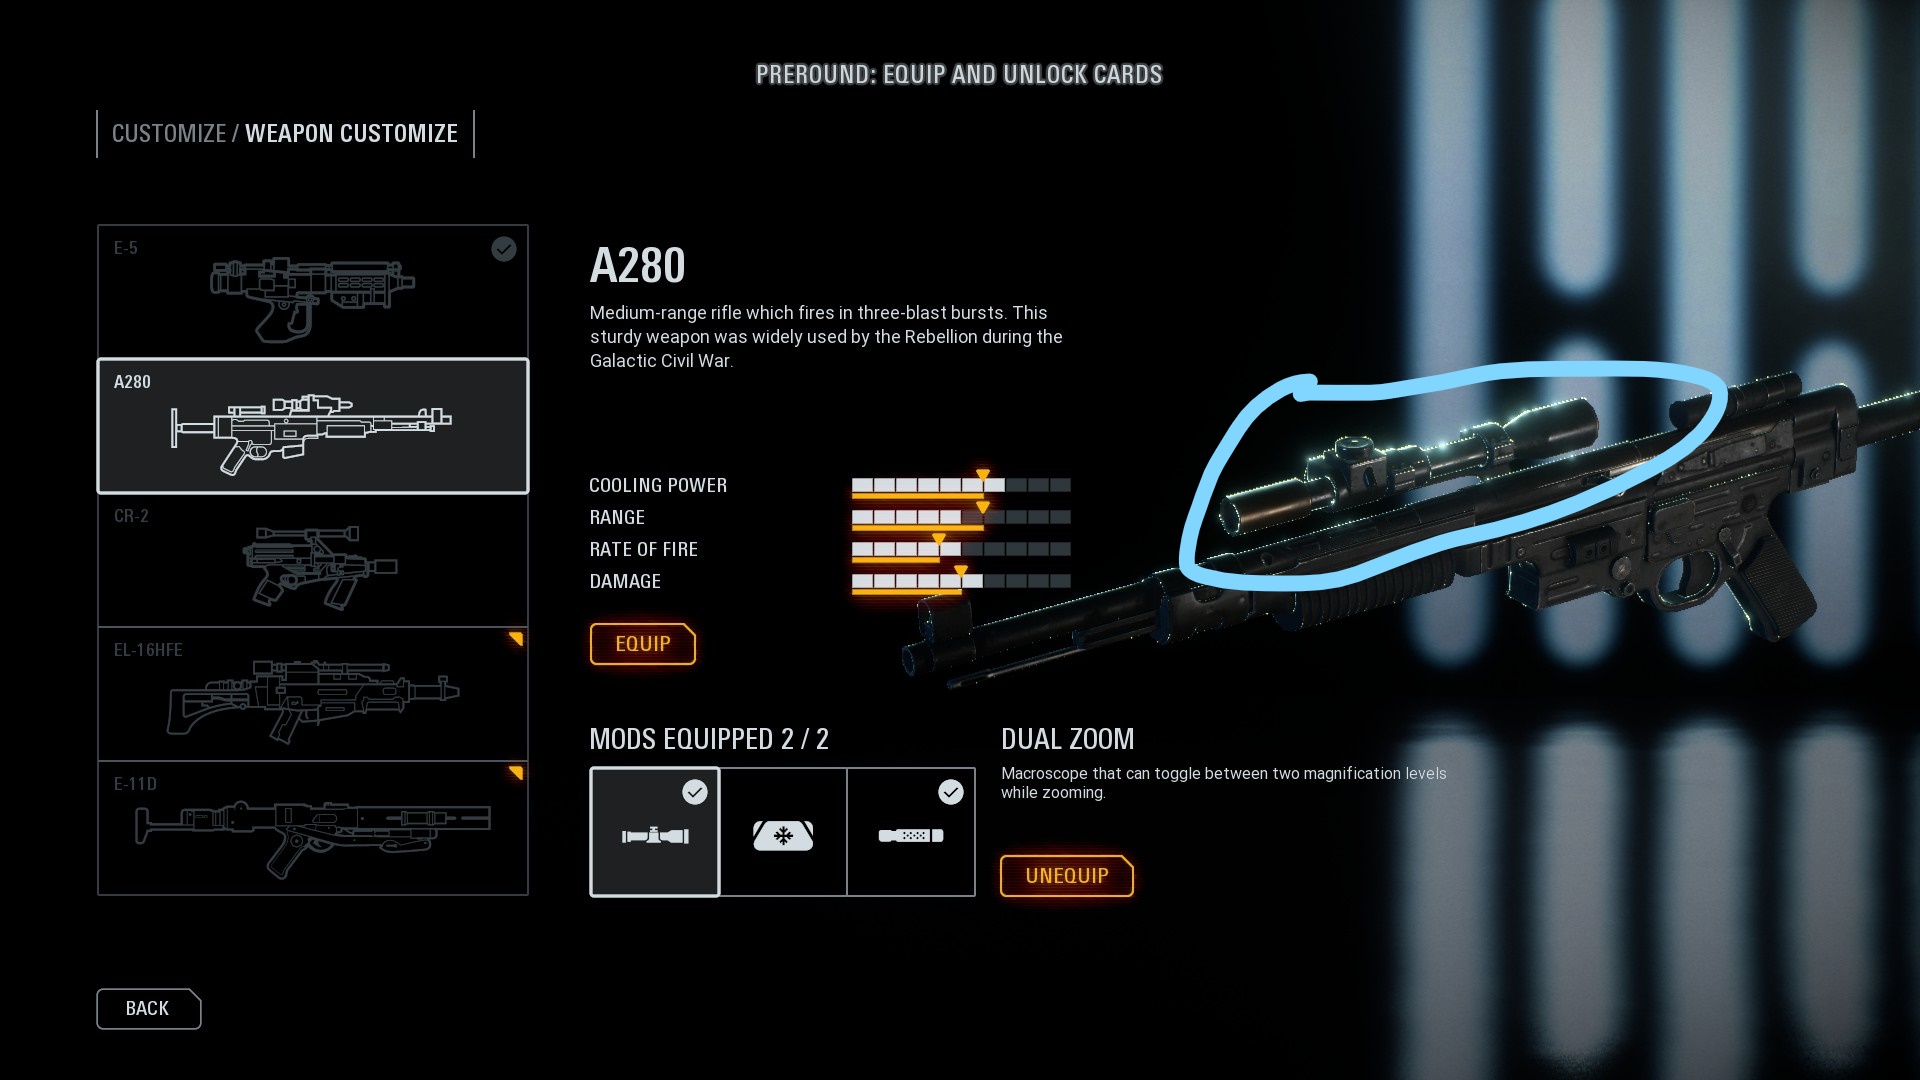 PREROUND: EQUIP AND UNLOCK CARDS
CUSTOMIZE / WEAPON CUSTOMIZE
E-5
A280
CR-2
EL-16HFE
E-11D
A280
Medium-range rifle which fires in three-blast bursts. This
sturdy weapon was widely used by the Rebellion during the
Galactic Civil War.
COOLING POWER
RANGE
RATE OF FIRE
DAMAGE
EQUIP
MODS EQUIPPED 2 / 2
DUAL ZOOM
Macroscope that can toggle between two magnification levels
while zooming.
UNEQUIP
BACK